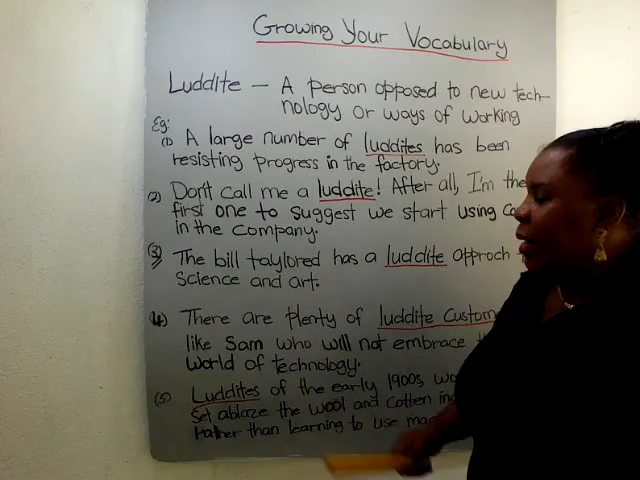 Growing Your Vocabulary
Luddite — A person opposed to new tech-
nology or ways of working
Eg:
(1) A large number of luddites has been
resisting progress in the factory.
(2) Don't call me a luddite! After all, I'm the
first one to suggest we start using
in the company.
(3) The bill taylored has a luddite approch
Science and art.
(4) There are plenty of luddite Custom
like Sam who will not embrace
world of technology.
(5) Luddites of the early 1900s
Set ablaze the wool and Cotten
rather than learning to use